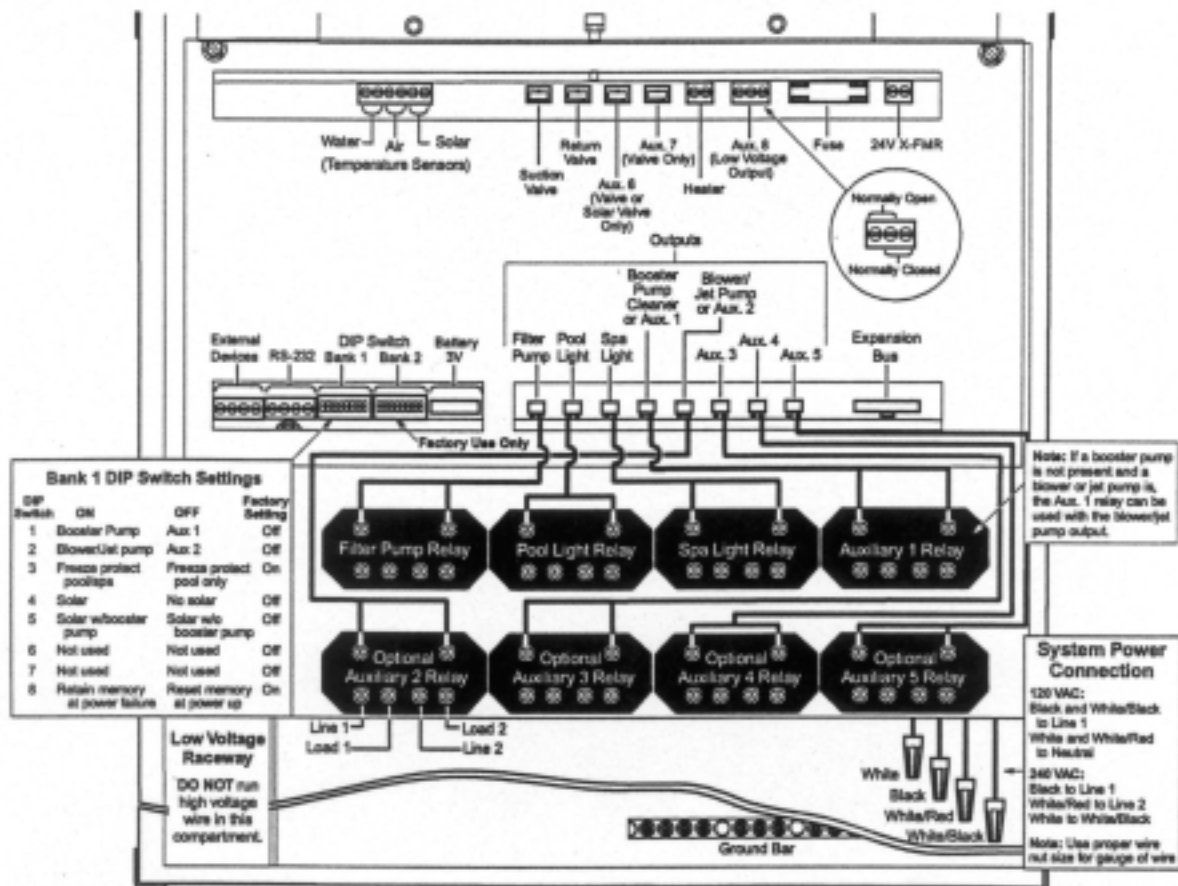 Water
Air
Solar
(Temperature Sensors)
Suction
Valve
Return
Valve
Aux. 6
(Valve or
Solar Valve
Only)
Aux. 7
(Valve Only)
Heater
Aux. 8
(Low Voltage
Output)
Fuse
24V X-FMR
Normally Open
Normally Closed
Outputs
Filter
Pump
Pool
Light
Spa
Light
Booster
Pump
Cleaner
or Aux. 1
Blower/
Jet Pump
or Aux. 2
Aux. 3
Aux. 4
Aux. 5
Expansion
Bus
External
Devices
RS-232
DIP Switch
Bank 1 Bank 2
Battery
3V
Factory Use Only
Bank 1 DIP Switch Settings
DIP
Switch ON OFF Factory
Setting
1 Booster Pump Aux 1 Off
2 Blower/Jet pump Aux 2 Off
3 Freeze protect Freeze protect On
pool/spa pool only
4 Solar No solar Off
5 Solar w/booster Solar w/o Off
pump booster pump
6 Not used Not used Off
7 Not used Not used Off
8 Retain memory Reset memory On
at power failure at power up
Note: If a booster pump
is not present and a
blower or jet pump is,
the Aux. 1 relay can be
used with the blower/jet
pump output.
Filter Pump Relay
Pool Light Relay
Spa Light Relay
Auxiliary 1 Relay
Optional
Auxiliary 2 Relay
Optional
Auxiliary 3 Relay
Optional
Auxiliary 4 Relay
Optional
Auxiliary 5 Relay
Line 1
Load 1
Load 2
Line 2
Low Voltage
Raceway
DO NOT run
high voltage
wire in this
compartment.
White
Black
White/Red
White/Black
Ground Bar
System Power
Connection
120 VAC:
Black and White/Black
to Line 1
White and White/Red
to Neutral
240 VAC:
Black to Line 1
White/Red to Line 2
White to White/Black
Note: Use proper wire
nut size for gauge of wire